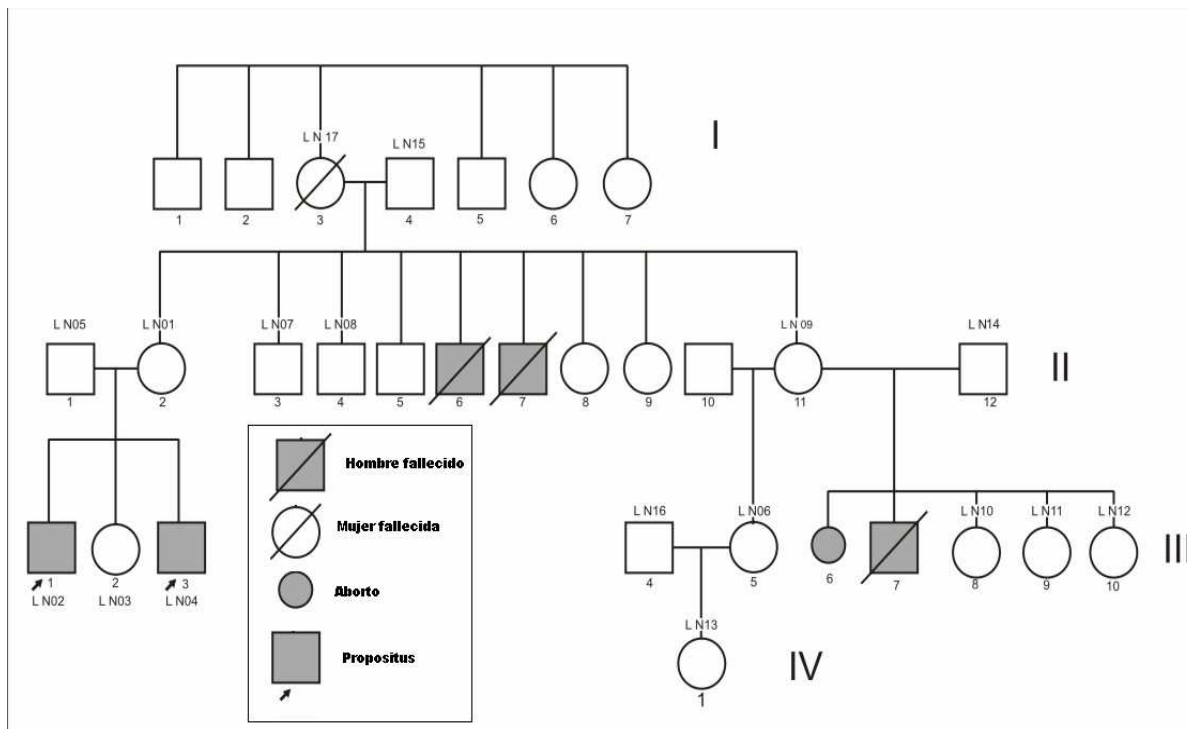 L N 17
L N15
I
1
2
3
4
5
6
7
L N05
L N01
L N07
L N08
L N 09
L N14
II
1
2
3
4
5
6
7
8
9
10
11
12
Hombre fallecido
Mujer fallecida
Aborto
Propositus
L N16
L N06
L N10
L N11
L N12
III
1
2
3
4
5
6
7
8
9
10
L N02
L N03
L N04
L N13
IV
1